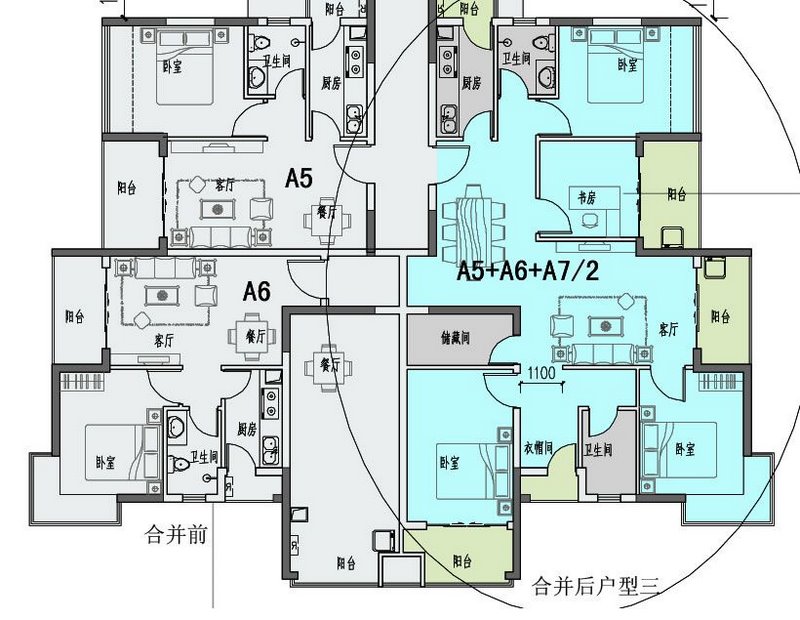 阳台
阳台
卧室
卫生间
厨房
厨房
卫生间
卧室
阳台
客厅
A5
餐厅
书房
阳台
A6
A5+A6+A7/2
阳台
客厅
餐厅
餐厅
储藏间
客厅
阳台
1100
卧室
厨房
卫生间
卧室
衣帽间
卫生间
卧室
合并前
阳台
阳台
合并后户型三